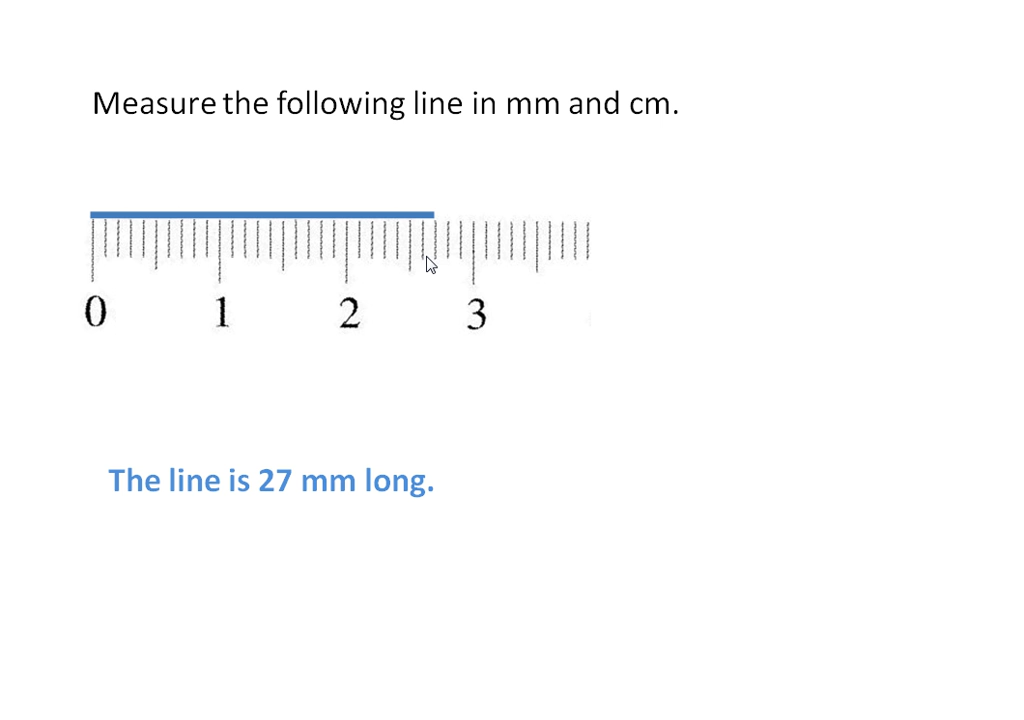 Measure the following line in mm and cm.
0 1 2 3
The line is 27 mm long.